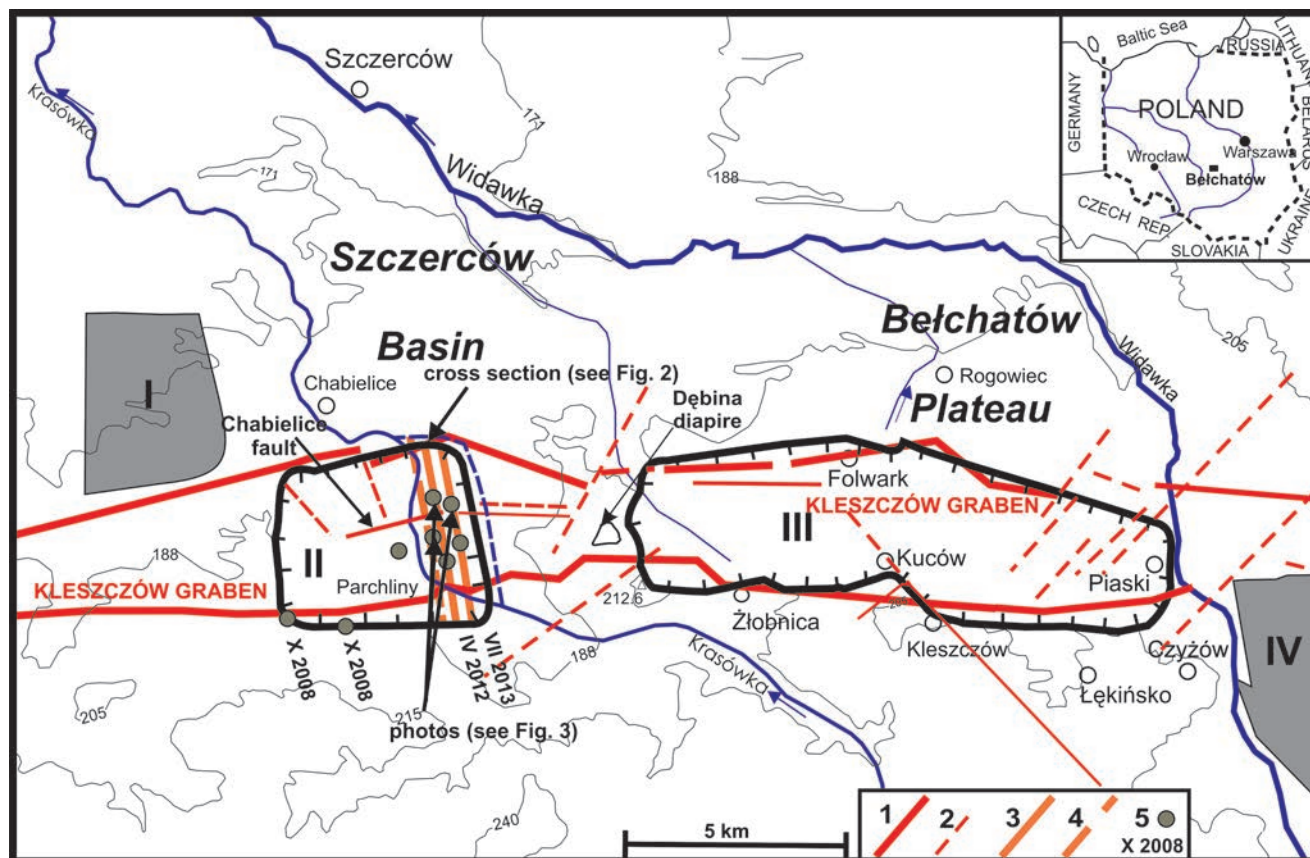 Szczerców
Krasówka
171
171
Widawka
188
Baltic Sea
RUSSIA
LITHUANIA
GERMANY
POLAND
BELARUS
Wrocław
Warszawa
Bełchatów
CZECH REP.
SLOVAKIA
UKRAINE
Szczerców
Basin
Bełchatów
Plateau
Widawka
205
Rogowiec
I
Chabielice
cross section (see Fig. 2)
Dębina
diapire
Chabielice
fault
Folwark
KLESZCZÓW GRABEN
188
II
III
Kuców
Piaski
KLESZCZÓW GRABEN
Parchliny
212.6
Żłobnica
Kleszczów
Czyżów
IV
X 2008
X 2008
IV 2012
VII 2013
188
Krasówka
Łękińsko
205
215
photos (see Fig. 3)
240
5 km
1 2 3 4 5
X 2008